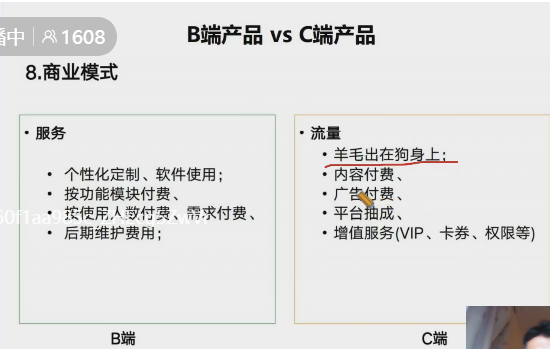 播中 1608
B端产品 vs C端产品
8.商业模式
• 服务
• 个性化定制、软件使用；
• 按功能模块付费、
• 按使用人数付费、需求付费、
• 后期维护费用；
B端
• 流量
• 羊毛出在狗身上；
• 内容付费、
• 广告付费、
• 平台抽成、
• 增值服务(VIP、卡券、权限等)
C端